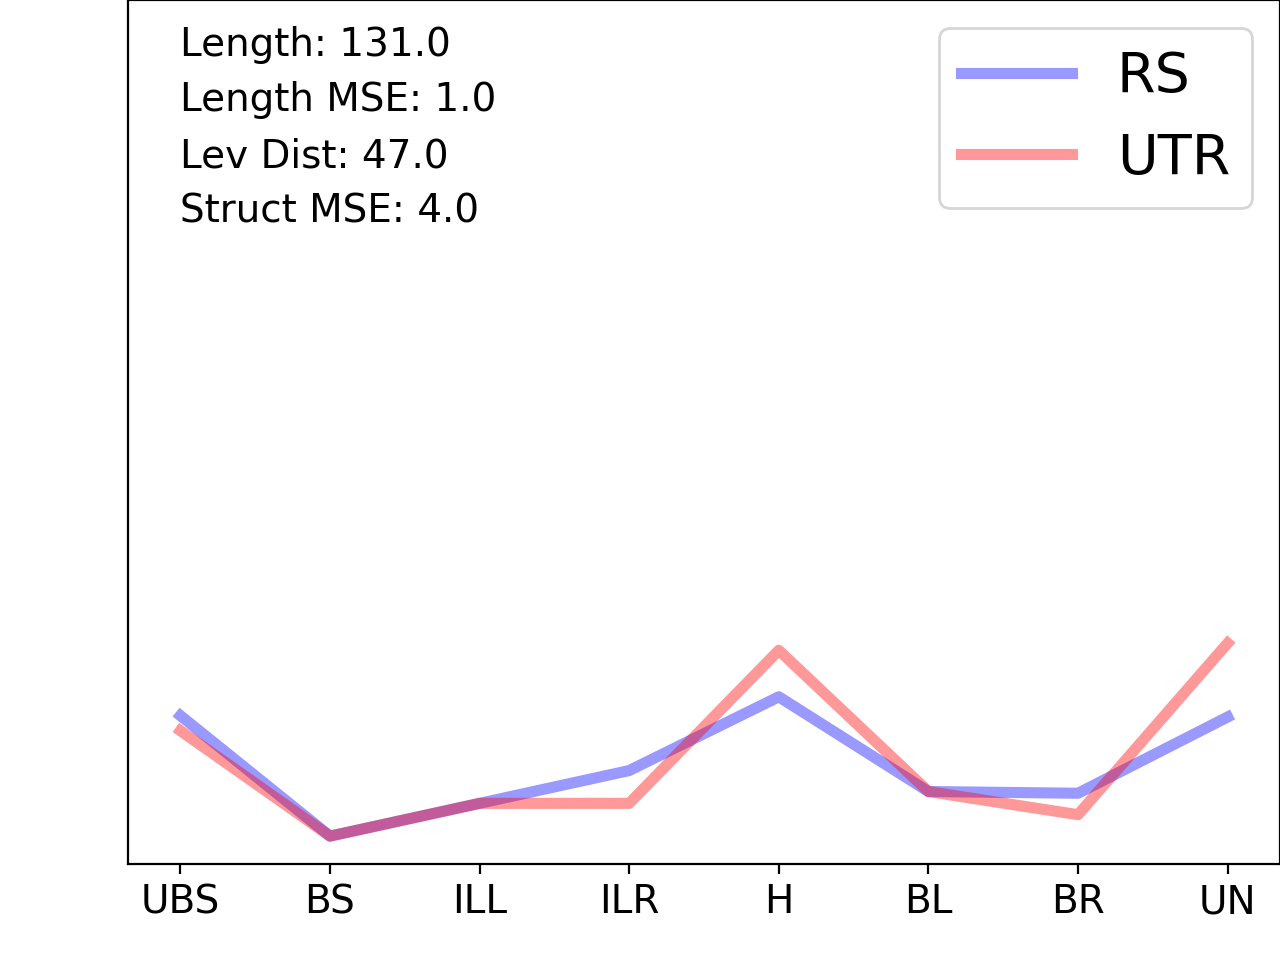 Length: 131.0
Length MSE: 1.0
Lev Dist: 47.0
Struct MSE: 4.0
RS
UTR
UBS BS ILL ILR H BL BR UN